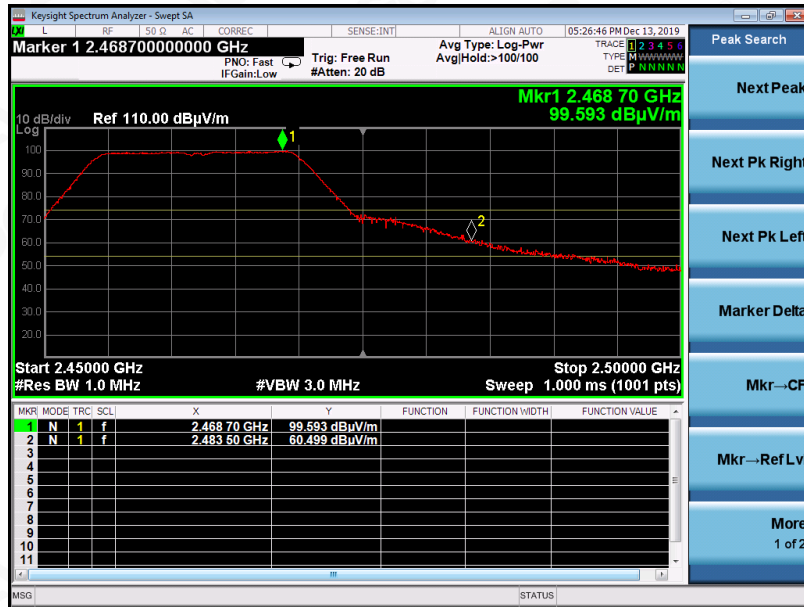 Keysight Spectrum Analyzer - Swept SA
LXI L RF 50 Ω AC CORREC SENSE:INT ALIGN AUTO 05:26:46 PM Dec 13, 2019
Marker 1 2.468700000000 GHz
PNO: Fast
IFGain:Low
Trig: Free Run
#Atten: 20 dB
Avg Type: Log-Pwr
Avg|Hold:>100/100
TRACE 1 2 3 4 5 6
TYPE M WWWWW
DET P N N N N N
Mkr1 2.468 70 GHz
99.593 dBµV/m
10 dB/div Ref 110.00 dBµV/m
Log
1
100
90.0
80.0
70.0
2
60.0
50.0
40.0
30.0
20.0
Start 2.45000 GHz Stop 2.50000 GHz
#Res BW 1.0 MHz #VBW 3.0 MHz Sweep 1.000 ms (1001 pts)
MKR MODE TRC SCL X Y FUNCTION FUNCTION WIDTH FUNCTION VALUE
1 N 1 f 2.468 70 GHz 99.593 dBµV/m
2 N 1 f 2.483 50 GHz 60.499 dBµV/m
3
4
5
6
7
8
9
10
11
MSG STATUS
Peak Search
Next Peak
Next Pk Right
Next Pk Left
Marker Delta
Mkr→CF
Mkr→Ref Lv
More
1 of 2